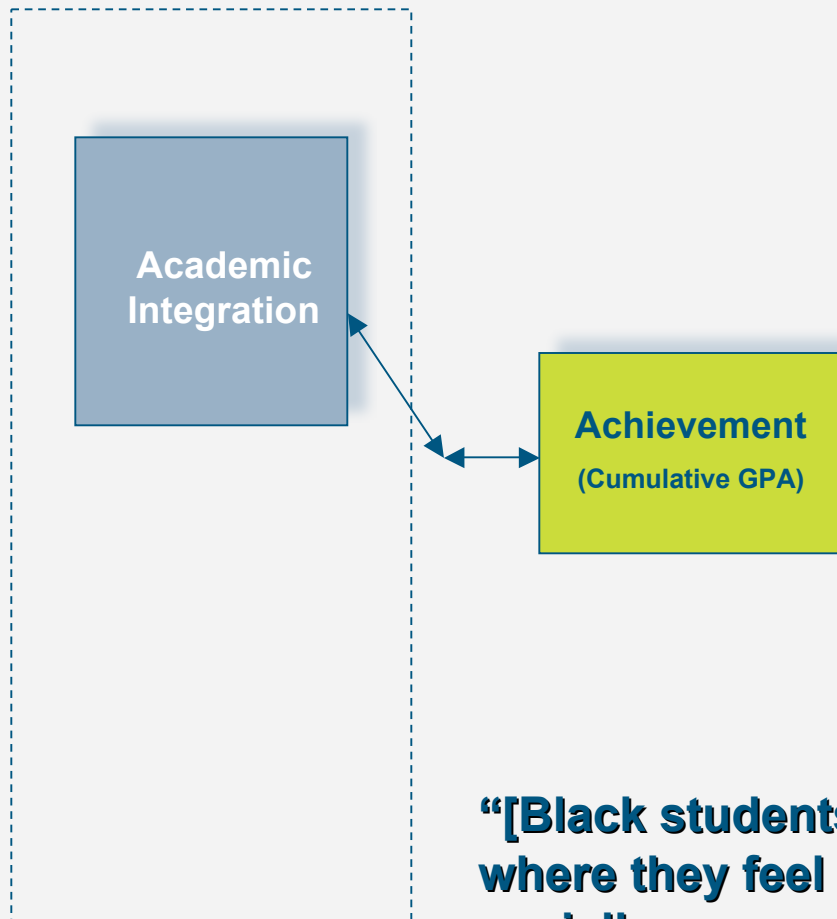 Academic
Integration
Achievement
(Cumulative GPA)
“[Black students
where they feel